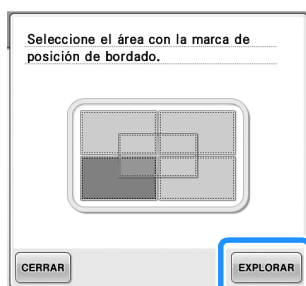 Seleccione el área con la marca de
posición de bordado.
CERRAR
EXPLORAR